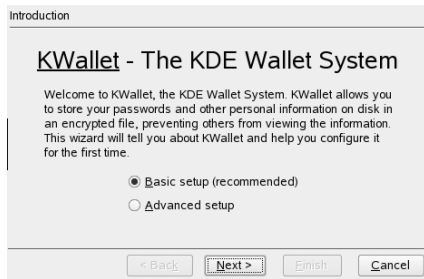 Introduction
KWallet - The KDE Wallet System
Welcome to KWallet, the KDE Wallet System. KWallet allows you
to store your passwords and other personal information on disk in
an encrypted file, preventing others from viewing the information.
This wizard will tell you about KWallet and help you configure it
for the first time.
Basic setup (recommended)
Advanced setup
< Back Next > Finish Cancel